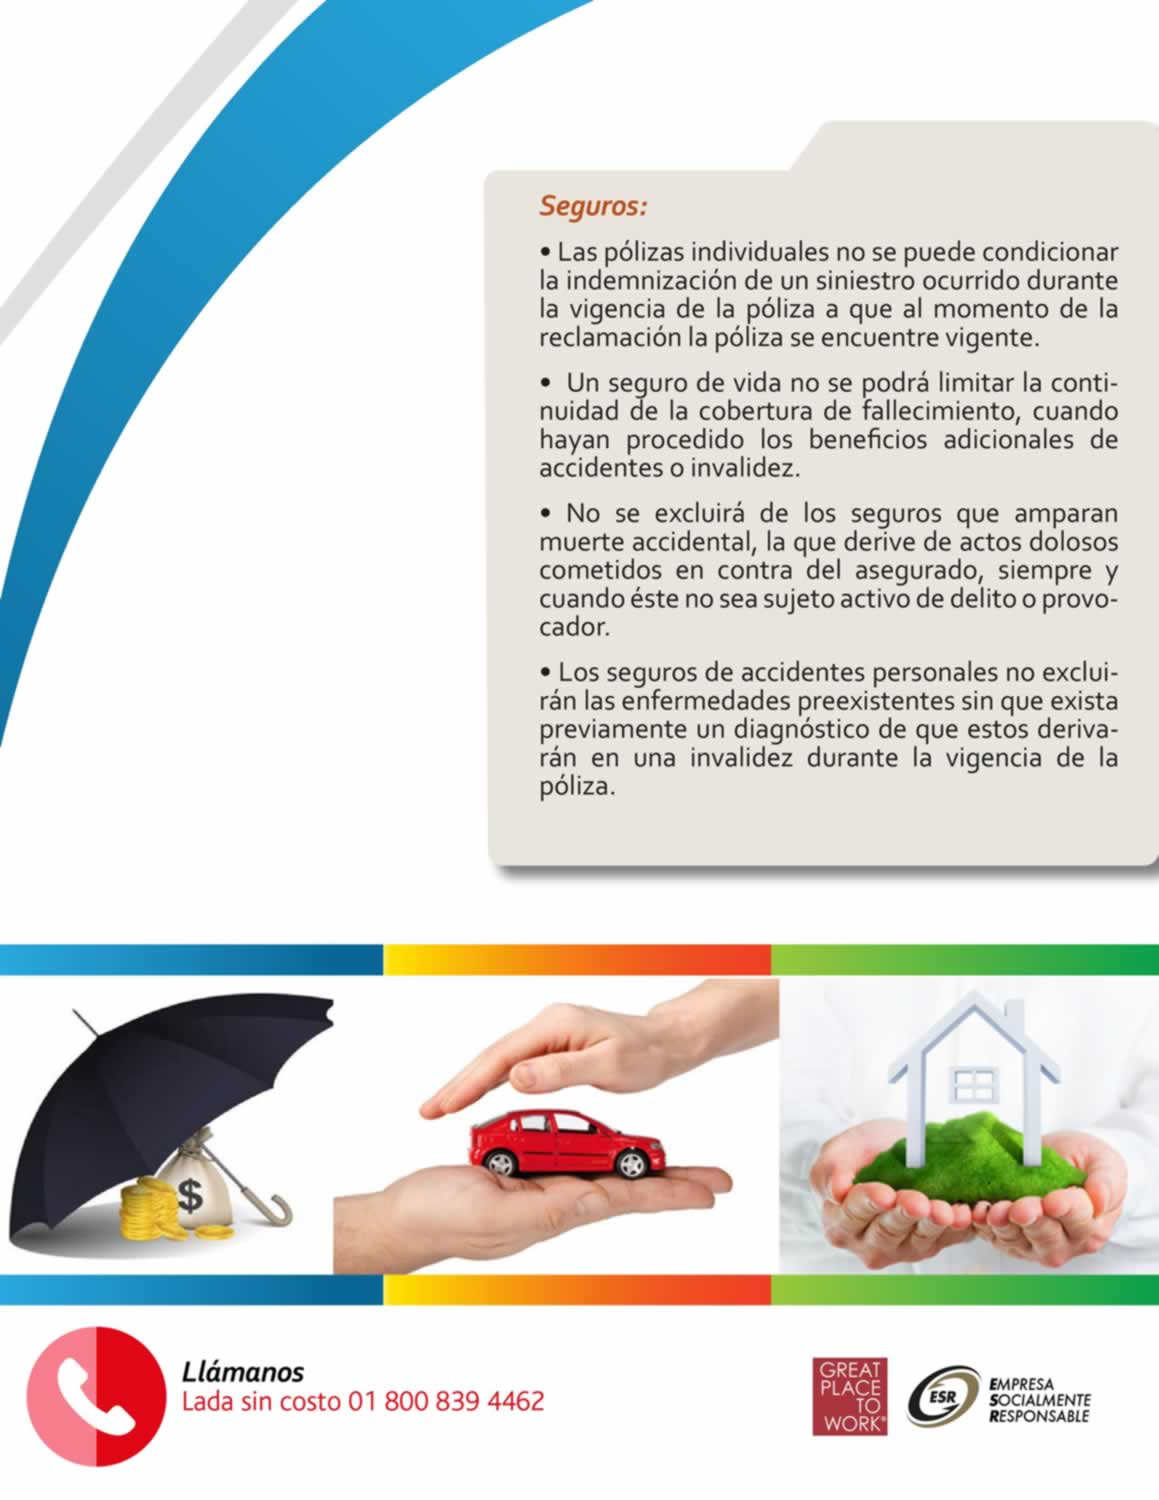 Seguros:
• Las pólizas individuales no se puede condicionar
la indemnización de un siniestro ocurrido durante
la vigencia de la póliza a que al momento de la
reclamación la póliza se encuentre vigente.
• Un seguro de vida no se podrá limitar la conti-
nuidad de la cobertura de fallecimiento, cuando
hayan procedido los beneficios adicionales de
accidentes o invalidez.
• No se excluirá de los seguros que amparan
muerte accidental, la que derive de actos dolosos
cometidos en contra del asegurado, siempre y
cuando éste no sea sujeto activo de delito o provo-
cador.
• Los seguros de accidentes personales no exclui-
rán las enfermedades preexistentes sin que exista
previamente un diagnóstico de que estos deriva-
rán en una invalidez durante la vigencia de la
póliza.
$
Llámanos
Lada sin costo 01 800 839 4462
GREAT
PLACE
TO
WORK®
ESR
EMPRESA
SOCIALMENTE
RESPONSABLE